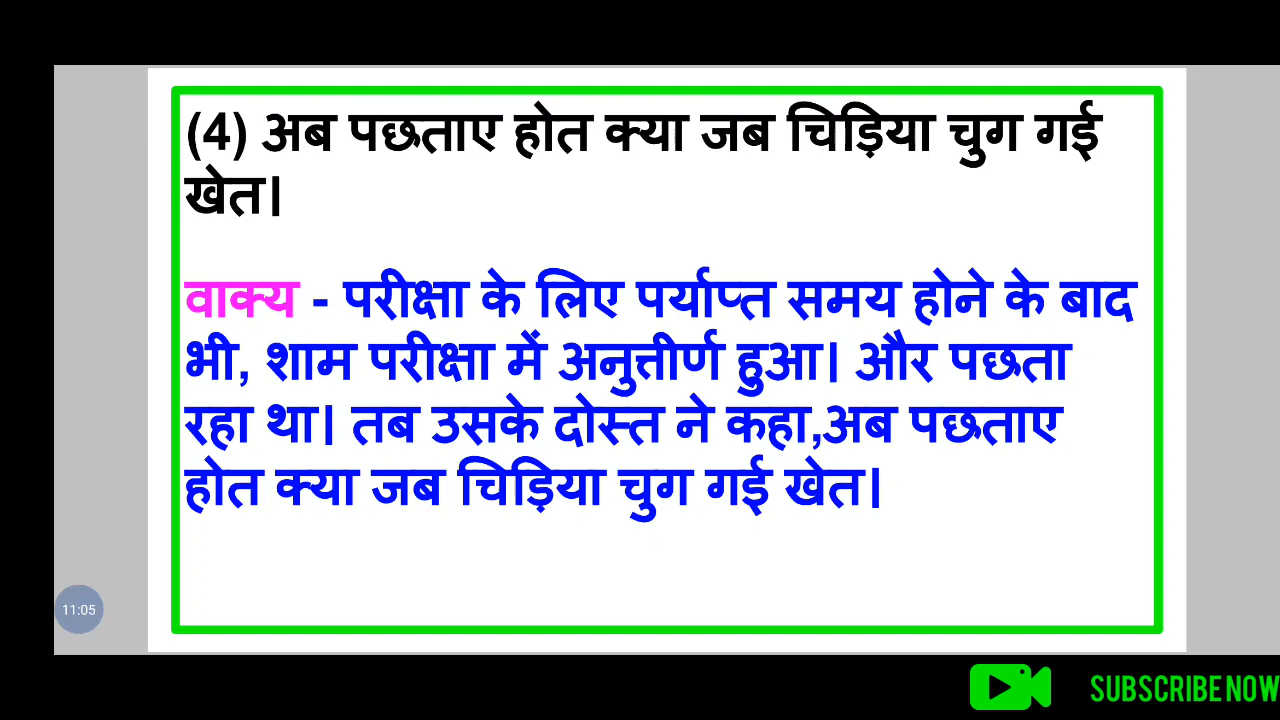 (4) अब पछताए होत क्या जब चिड़िया चुग गई
खेत।
वाक्य - परीक्षा के लिए पर्याप्त समय होने के बाद
भी, शाम परीक्षा में अनुत्तीर्ण हुआ। और पछता
रहा था। तब उसके दोस्त ने कहा,अब पछताए
होत क्या जब चिड़िया चुग गई खेत।
11:05
SUBSCRIBE NOW